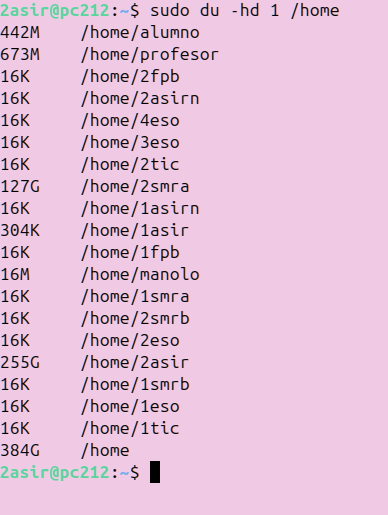 2asir@pc212:~$ sudo du -hd 1 /home
442M    /home/alumno
673M    /home/profesor
16K     /home/2fpb
16K     /home/2asirn
16K     /home/4eso
16K     /home/3eso
16K     /home/2tic
127G    /home/2smra
16K     /home/1asirn
304K    /home/1asir
16K     /home/1fpb
16M     /home/manolo
16K     /home/1smra
16K     /home/2smrb
16K     /home/2eso
255G    /home/2asir
16K     /home/1smrb
16K     /home/1eso
16K     /home/1tic
384G    /home
2asir@pc212:~$